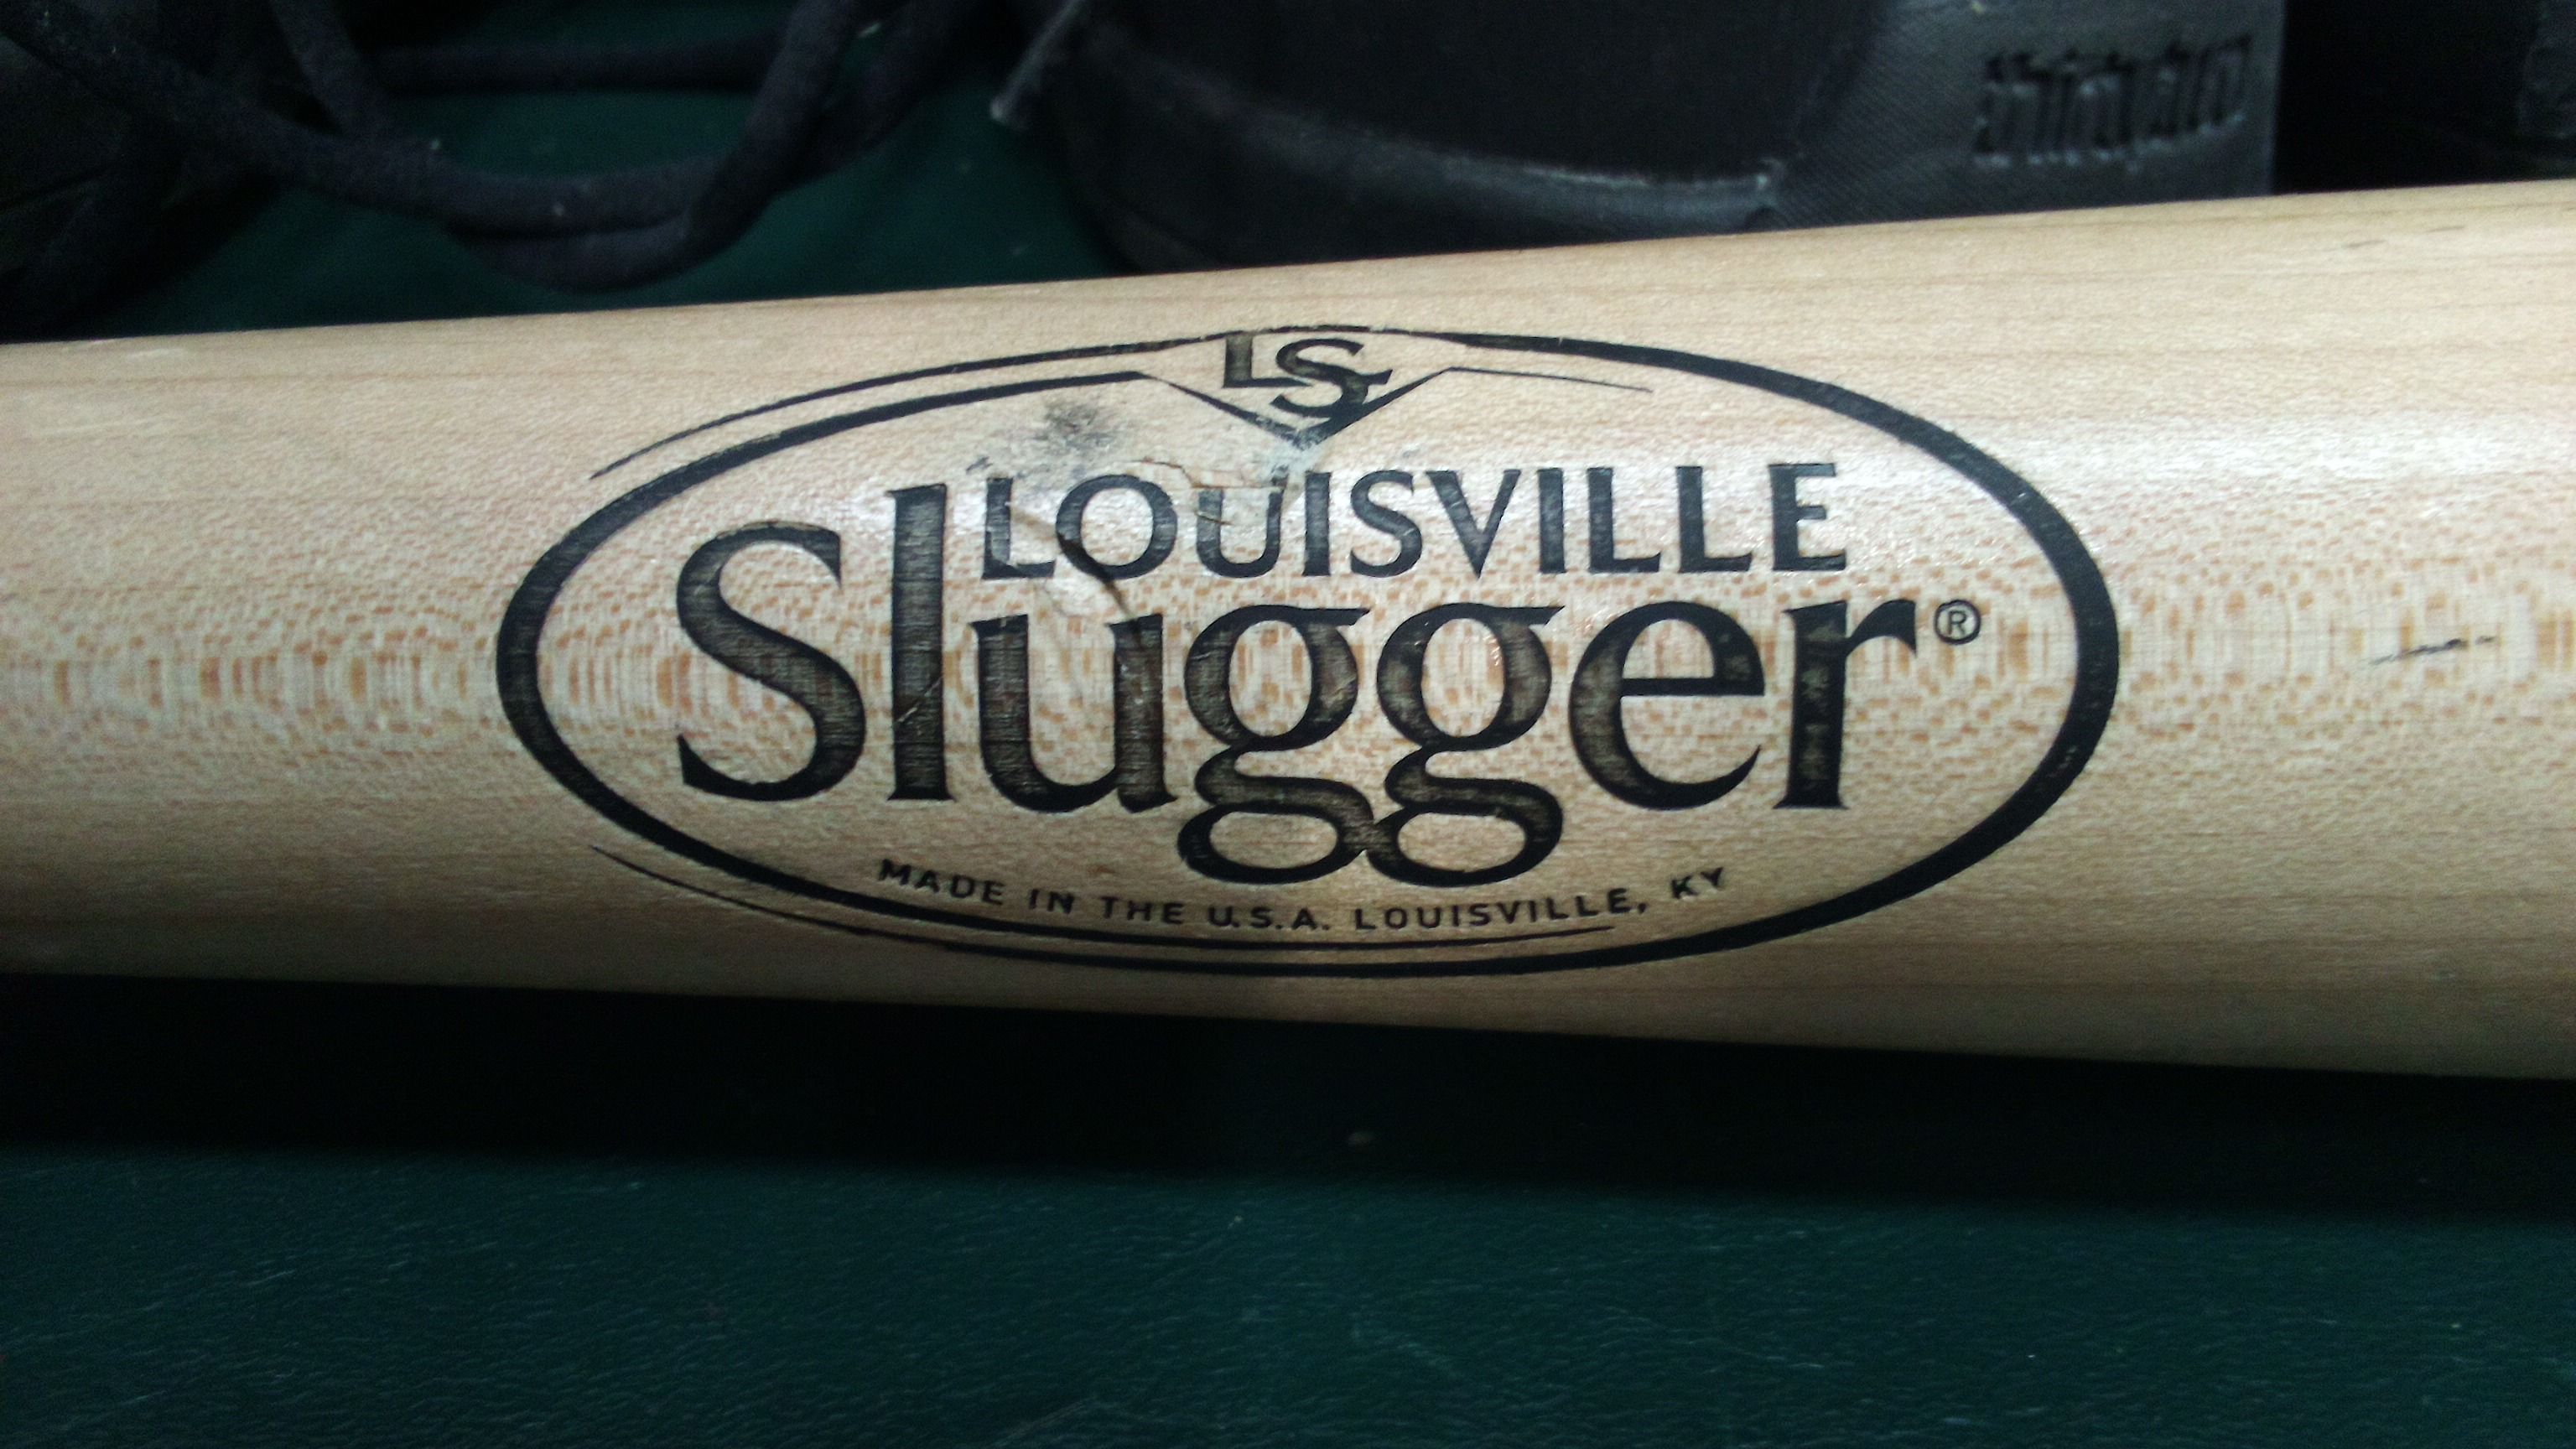 LS
LOUISVILLE
Slugger®
MADE IN THE U.S.A. LOUISVILLE, KY